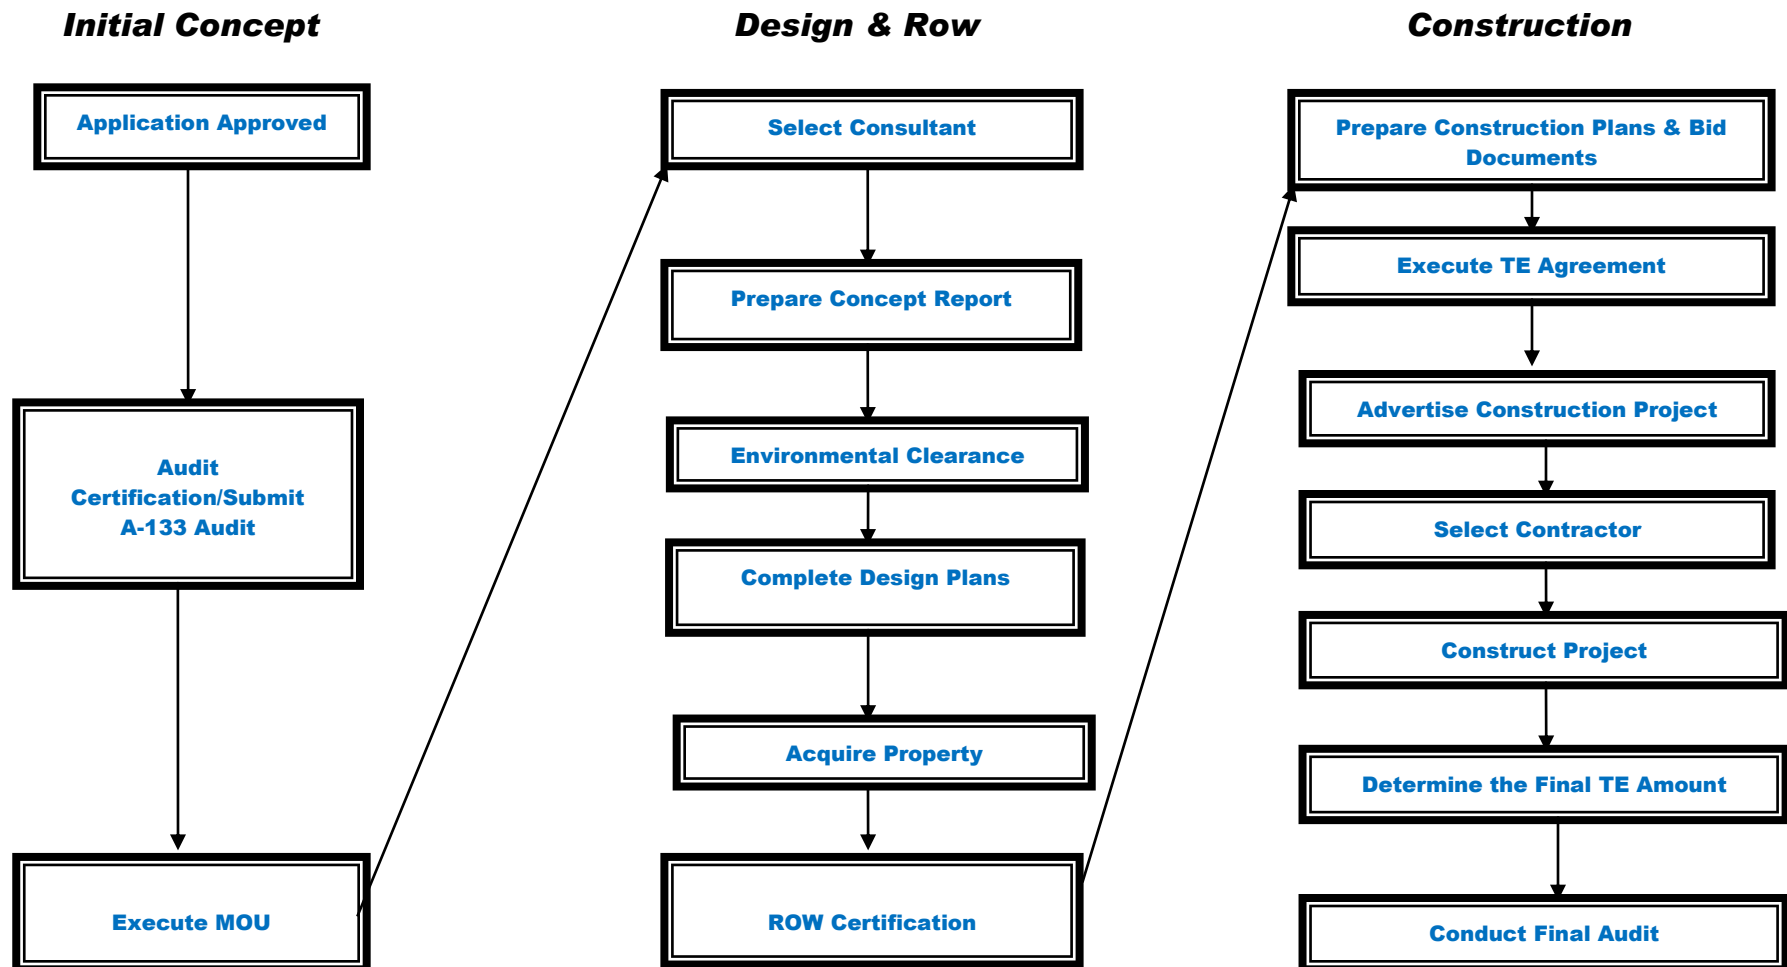 Initial Concept
Application Approved
Audit
Certification/Submit
A-133 Audit
Execute MOU
Design & Row
Select Consultant
Prepare Concept Report
Environmental Clearance
Complete Design Plans
Acquire Property
ROW Certification
Construction
Prepare Construction Plans & Bid
Documents
Execute TE Agreement
Advertise Construction Project
Select Contractor
Construct Project
Determine the Final TE Amount
Conduct Final Audit